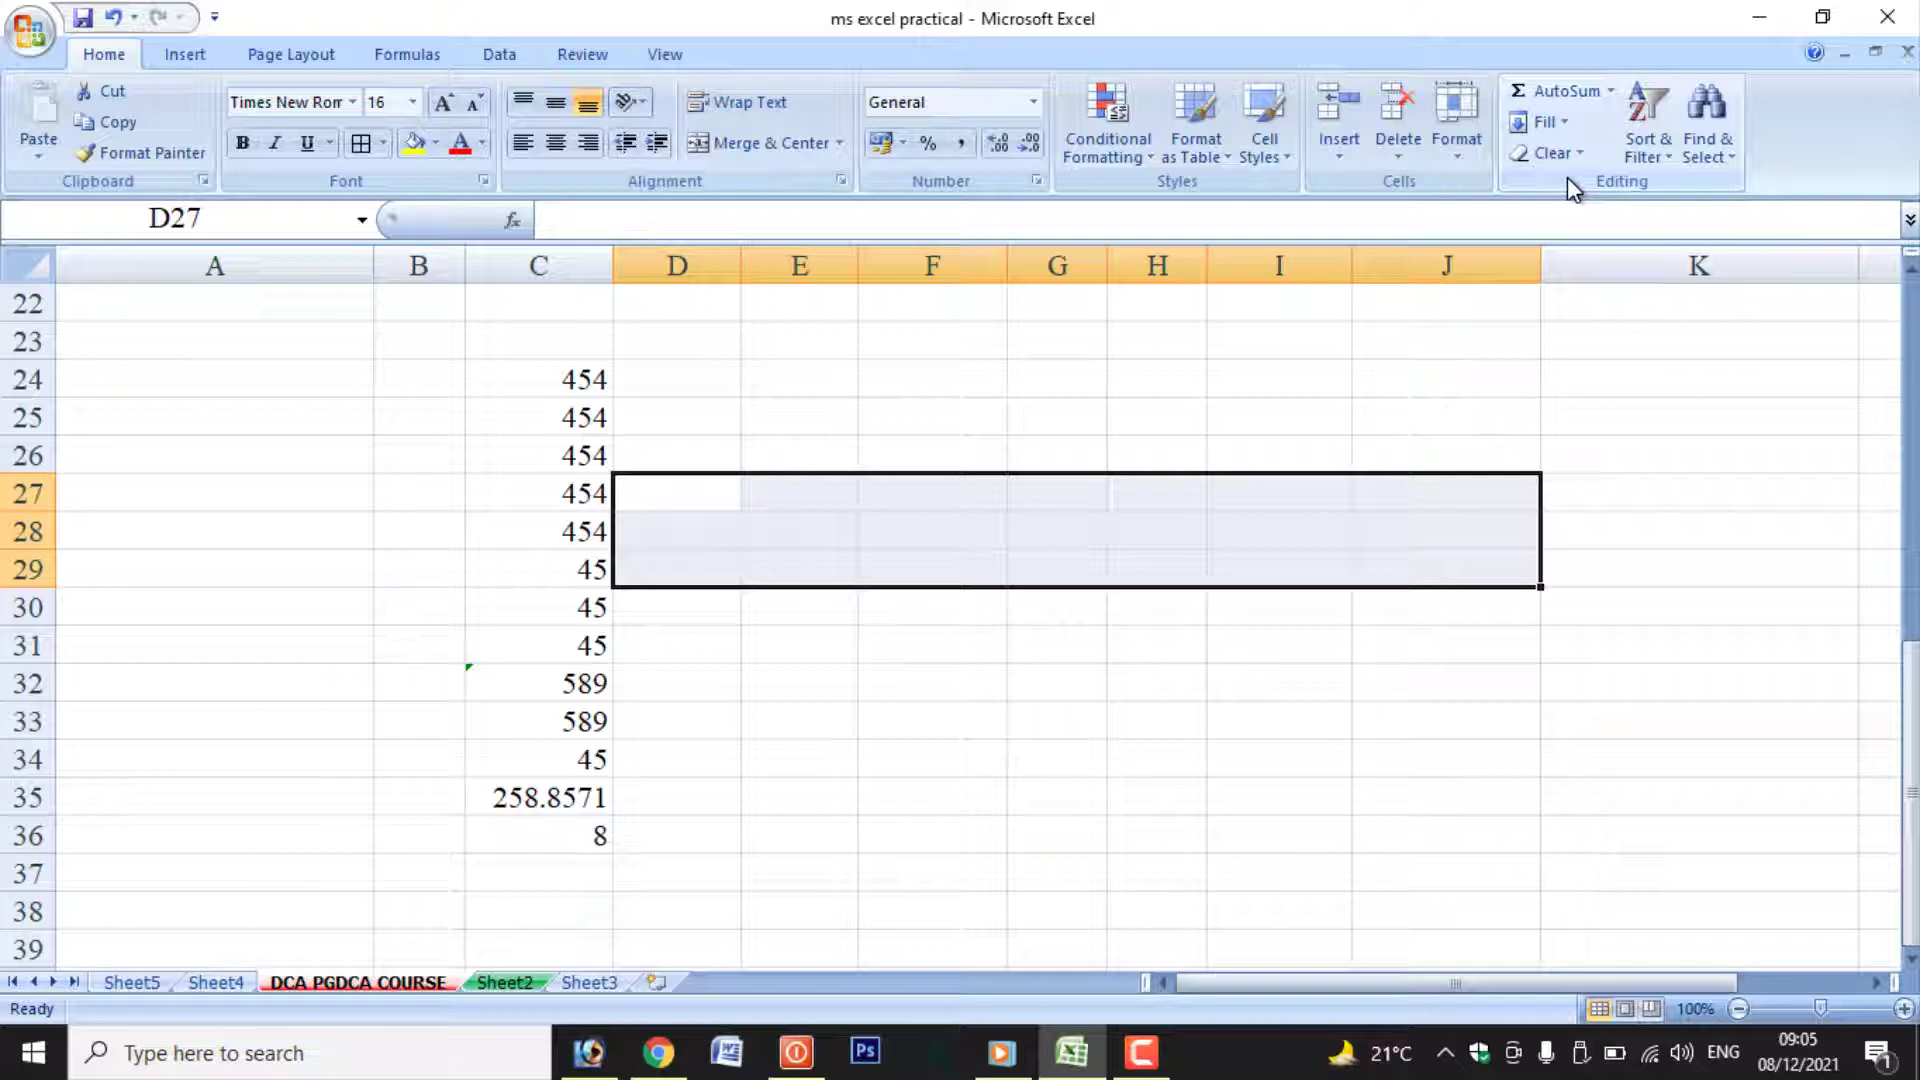 ms excel practical - Microsoft Excel
Home Insert Page Layout Formulas Data Review View
Paste
Cut
Copy
Format Painter
Clipboard
Times New Ron 16
B I U A
Font
Wrap Text
Merge & Center
Alignment
General
%
Number
Conditional Formatting
Format as Table
Cell Styles
Styles
Insert Delete Format
Cells
Σ AutoSum
Fill
Clear
Sort & Filter
Find & Select
Editing
D27 fx
A B C D E F G H I J K
22
23
24 454
25 454
26 454
27 454
28 454
29 45
30 45
31 45
32 589
33 589
34 45
35 258.8571
36 8
37
38
39
Sheet5 Sheet4 DCA PGDCA COURSE Sheet2 Sheet3
Ready 100%
Type here to search
Ps
21°C
ENG
09:05
08/12/2021
1